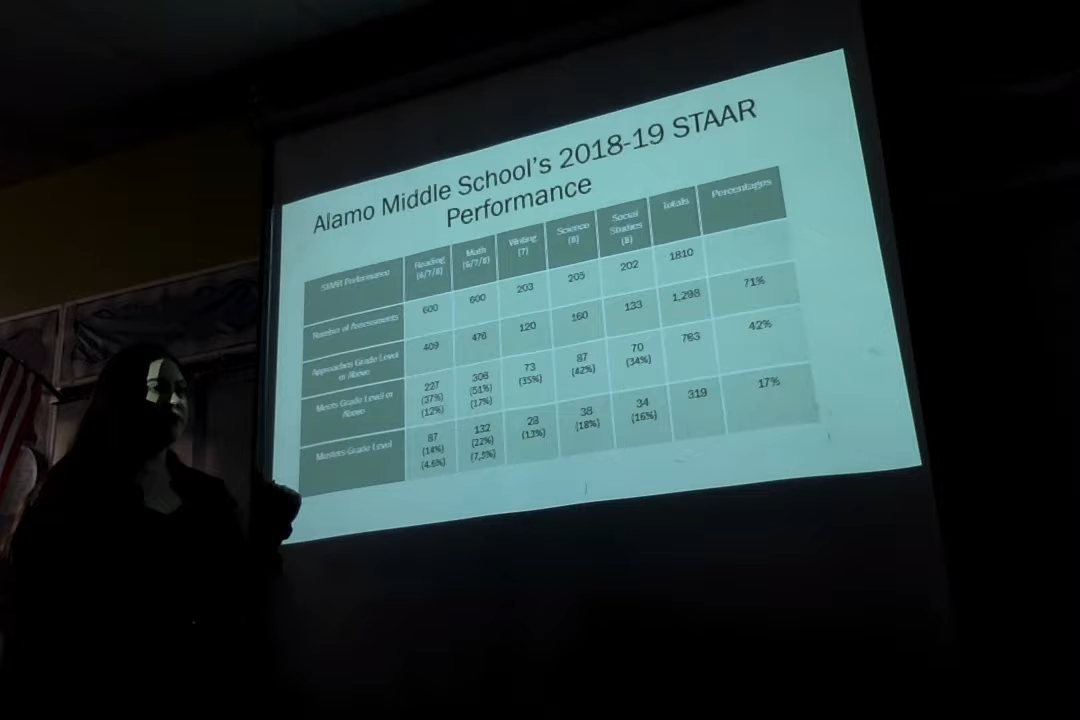 Alamo Middle School's 2018-19 STAAR
Performance
STAAR Performance
Reading
(6/7/8)
Math
(6/7/8)
Writing
(7)
Science
(8)
Social
Studies
(8)
Totals
Percentages
Number of Assessments
600
600
203
205
202
1810
Approaches Grade Level
or Above
409
476
120
160
133
1,298
71%
Meets Grade Level or
Above
227
(37%)
(12%)
306
(51%)
(17%)
73
(35%)
87
(42%)
70
(34%)
763
42%
Masters Grade Level
87
(14%)
(4.6%)
132
(22%)
(7.3%)
28
(13%)
38
(18%)
34
(16%)
319
17%